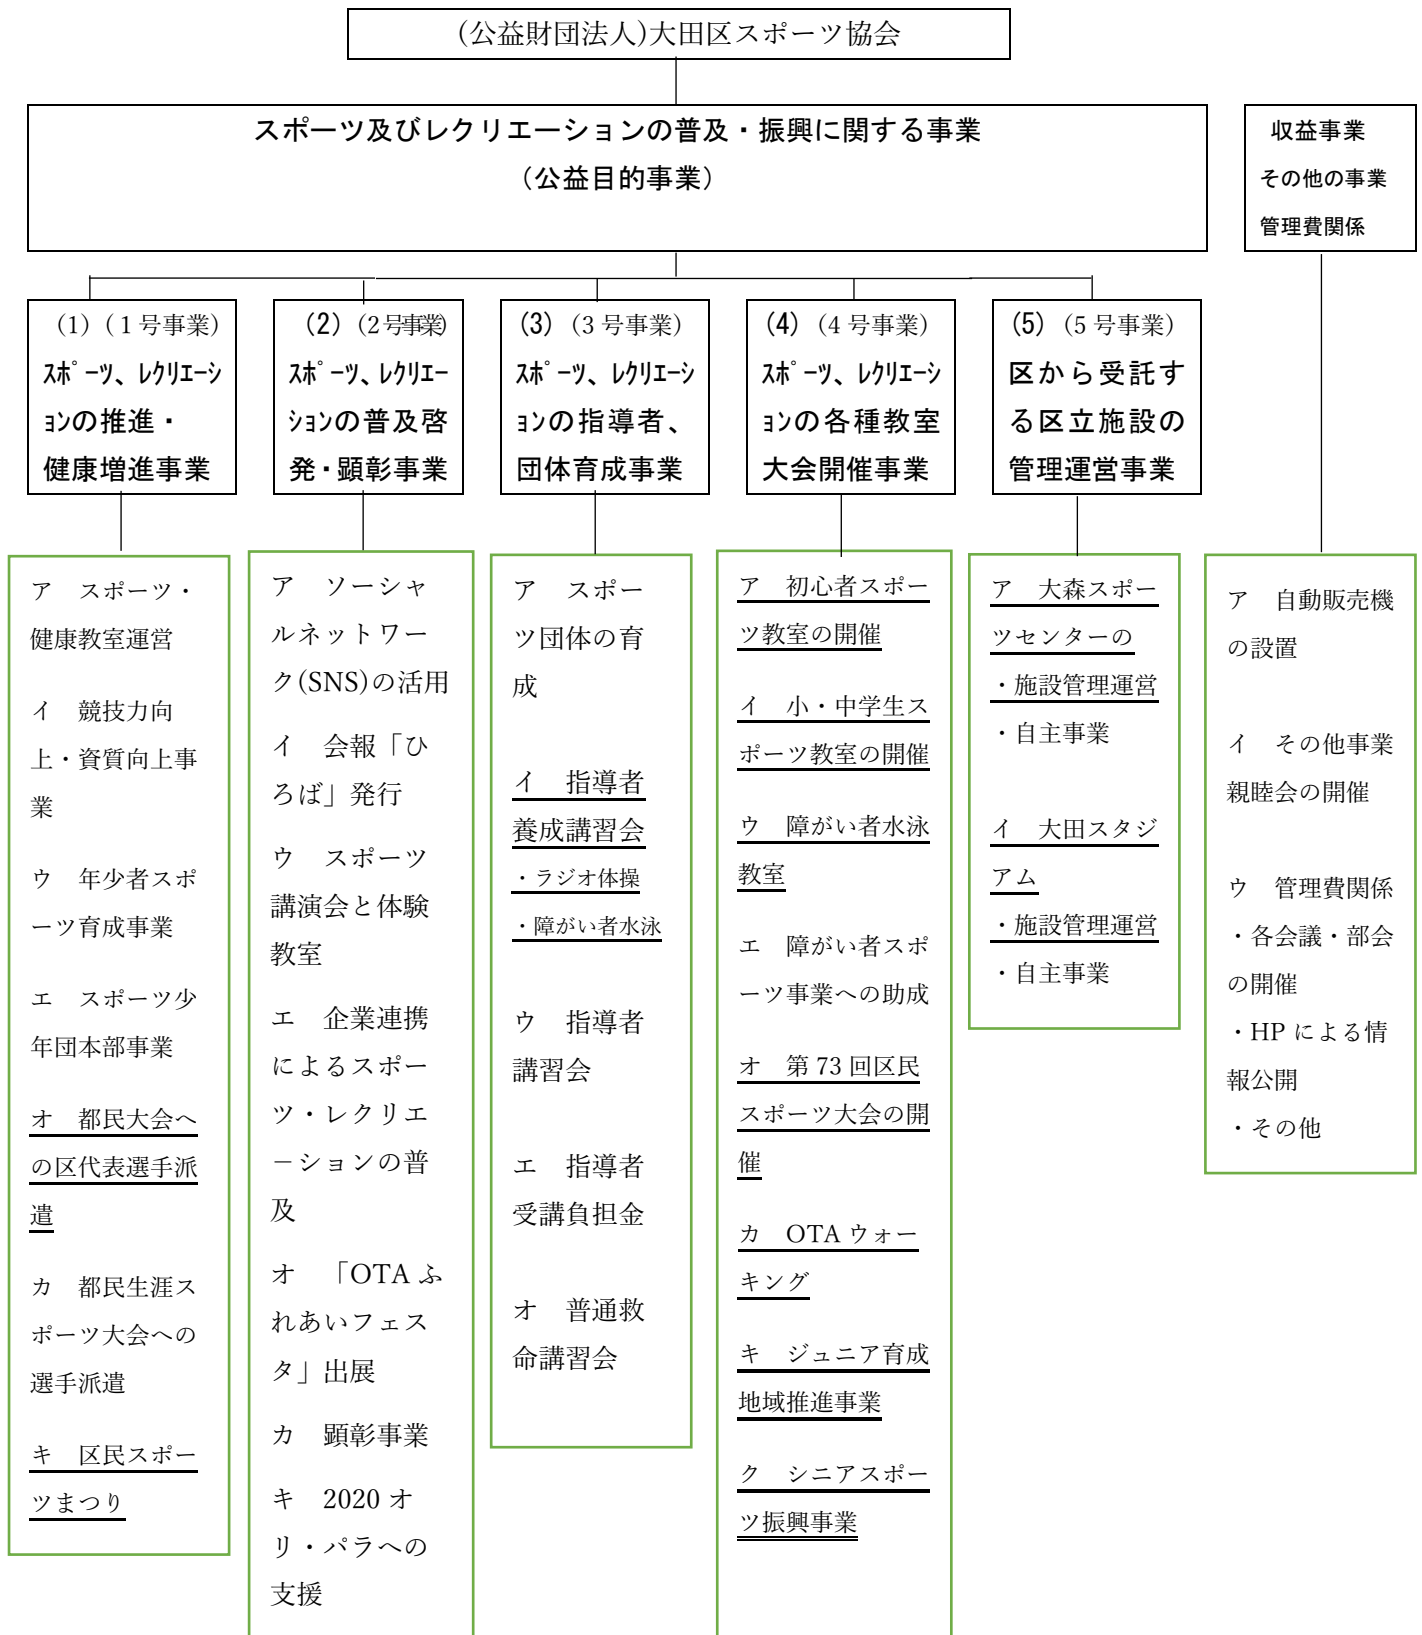 (公益財団法人)大田区スポーツ協会
スポーツ及びレクリエーションの普及・振興に関する事業
（公益目的事業）
収益事業
その他の事業
管理費関係
(1)（1号事業）
ｽﾎﾟｰﾂ、ﾚｸﾘｴｰｼ
ｮﾝの推進・
健康増進事業
(2)（2号事業）
ｽﾎﾟｰﾂ、ﾚｸﾘｴｰ
ｼｮﾝの普及啓
発・顕彰事業
(3)（3号事業）
ｽﾎﾟｰﾂ、ﾚｸﾘｴｰｼ
ｮﾝの指導者、
団体育成事業
(4)（4号事業）
ｽﾎﾟｰﾂ、ﾚｸﾘｴｰｼ
ｮﾝの各種教室
大会開催事業
(5)（5号事業）
区から受託す
る区立施設の
管理運営事業
ア　スポーツ・
健康教室運営
イ　競技力向
上・資質向上事
業
ウ　年少者スポ
ーツ育成事業
エ　スポーツ少
年団本部事業
オ　都民大会へ
の区代表選手派
遣
カ　都民生涯ス
ポーツ大会への
選手派遣
キ　区民スポー
ツまつり
ア　ソーシャ
ルネットワー
ク(SNS)の活用
イ　会報「ひ
ろば」発行
ウ　スポーツ
講演会と体験
教室
エ　企業連携
によるスポー
ツ・レクリエ
－ションの普
及
オ　「OTA ふ
れあいフェス
タ」出展
カ　顕彰事業
キ　2020 オ
リ・パラへの
支援
ア　スポー
ツ団体の育
成
イ　指導者
養成講習会
・ラジオ体操
・障がい者水泳
ウ　指導者
講習会
エ　指導者
受講負担金
オ　普通救
命講習会
ア　初心者スポー
ツ教室の開催
イ　小・中学生ス
ポーツ教室の開催
ウ　障がい者水泳
教室
エ　障がい者スポ
ーツ事業への助成
オ　第 73 回区民
スポーツ大会の開
催
カ　OTA ウォー
キング
キ　ジュニア育成
地域推進事業
ク　シニアスポー
ツ振興事業
ア　大森スポー
ツセンターの
・施設管理運営
・自主事業
イ　大田スタジ
アム
・施設管理運営
・自主事業
ア　自動販売機
の設置
イ　その他事業
親睦会の開催
ウ　管理費関係
・各会議・部会
の開催
・HP による情
報公開
・その他